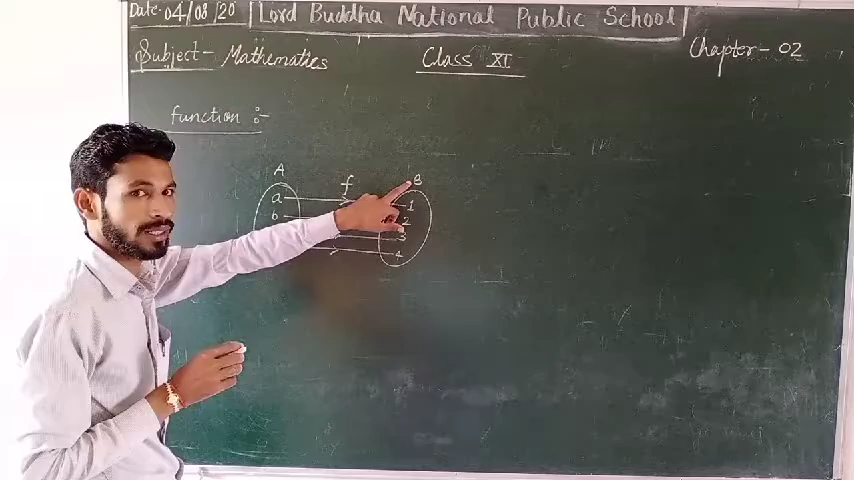 Date:- 04/08/20 Lord Buddha National Public School
Subject:- Mathematics Class XI Chapter- 02
function :-
A f B
a 1
b 2
3
4